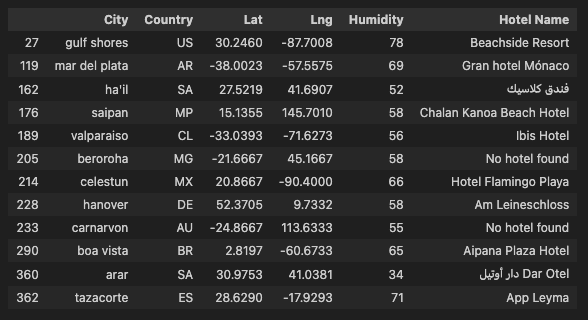 City Country Lat Lng Humidity Hotel Name
27 gulf shores US 30.2460 -87.7008 78 Beachside Resort
119 mar del plata AR -38.0023 -57.5575 69 Gran hotel Mónaco
162 ha'il SA 27.5219 41.6907 52 فندق كلاسيك
176 saipan MP 15.1355 145.7010 58 Chalan Kanoa Beach Hotel
189 valparaiso CL -33.0393 -71.6273 56 Ibis Hotel
205 beroroha MG -21.6667 45.1667 58 No hotel found
214 celestun MX 20.8667 -90.4000 66 Hotel Flamingo Playa
228 hanover DE 52.3705 9.7332 58 Am Leineschloss
233 carnarvon AU -24.8667 113.6333 55 No hotel found
290 boa vista BR 2.8197 -60.6733 65 Aipana Plaza Hotel
360 arar SA 30.9753 41.0381 34 دار أوتيل Dar Otel
362 tazacorte ES 28.6290 -17.9293 71 App Leyma